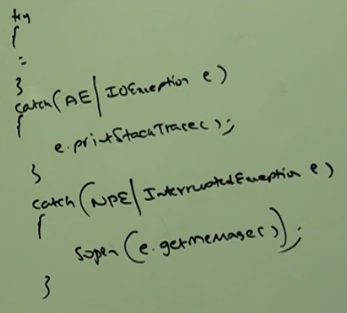 try
{
:
}
catch(AE|IOException e)
{
e.printStackTrace();
}
catch(NPE|InterruptedException e)
{
sopln(e.getMessage());
}